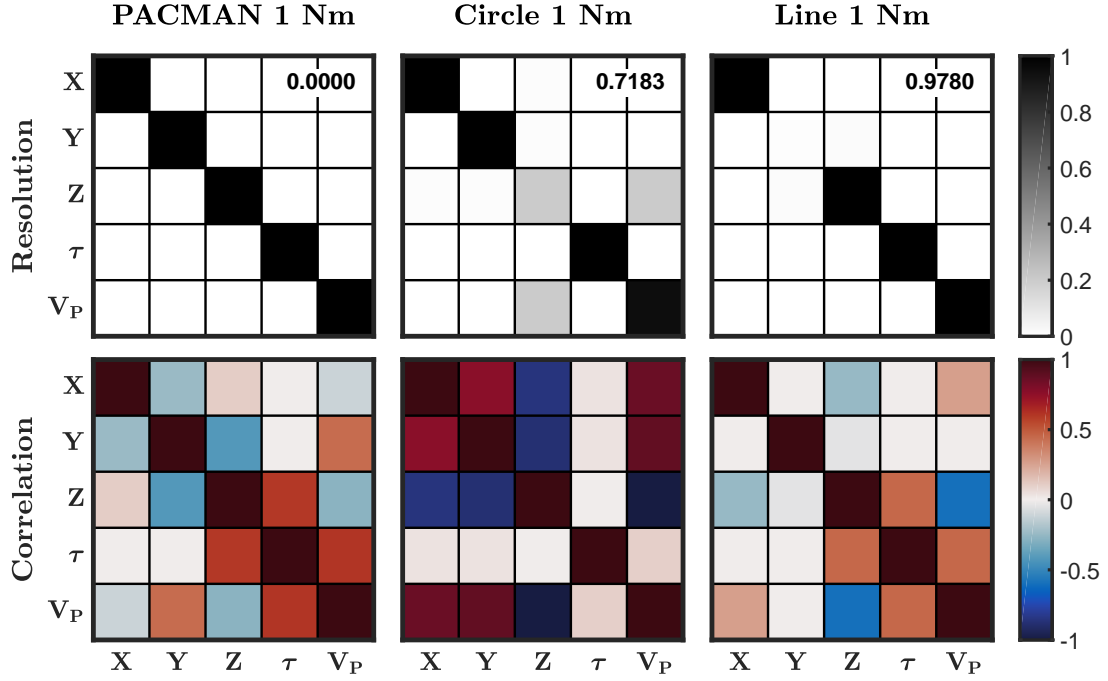 PACMAN 1 Nm
Circle 1 Nm
Line 1 Nm
Resolution
X
Y
Z
τ
V_P
0.0000
0.7183
0.9780
1
0.8
0.6
0.4
0.2
0
Correlation
X
Y
Z
τ
V_P
1
0.5
0
-0.5
-1
X Y Z τ V_P
X Y Z τ V_P
X Y Z τ V_P